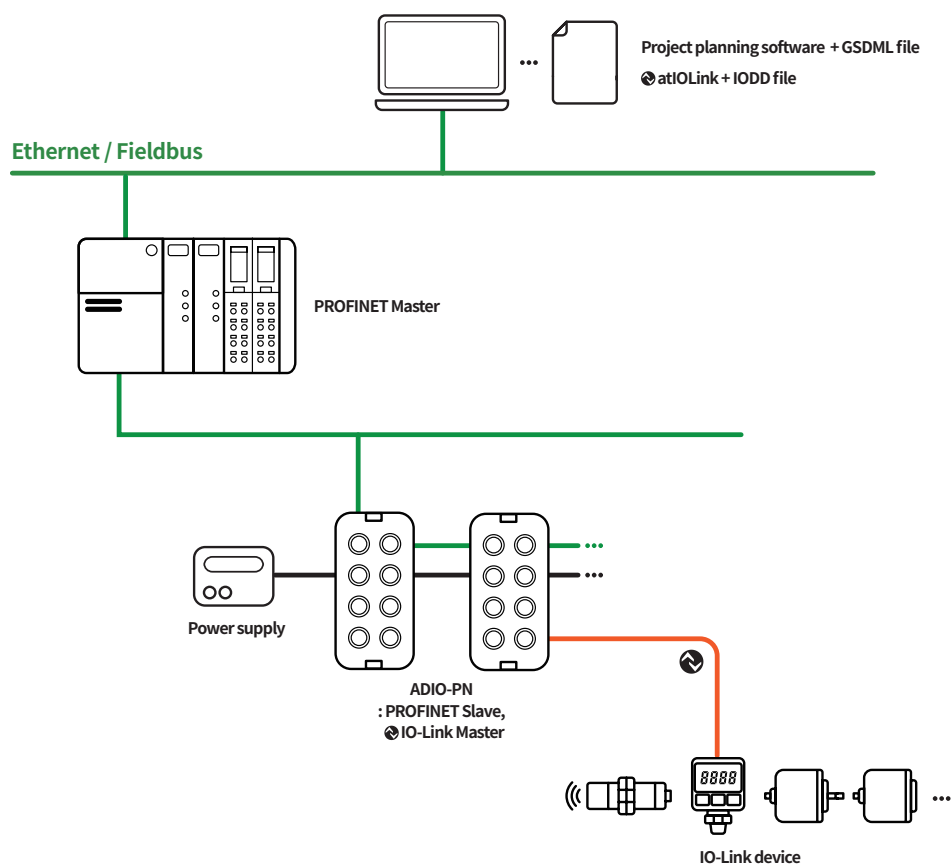 Project planning software + GSDML file
atIOLink + IODD file
Ethernet / Fieldbus
PROFINET Master
Power supply
ADIO-PN
: PROFINET Slave,
IO-Link Master
8888
IO-Link device